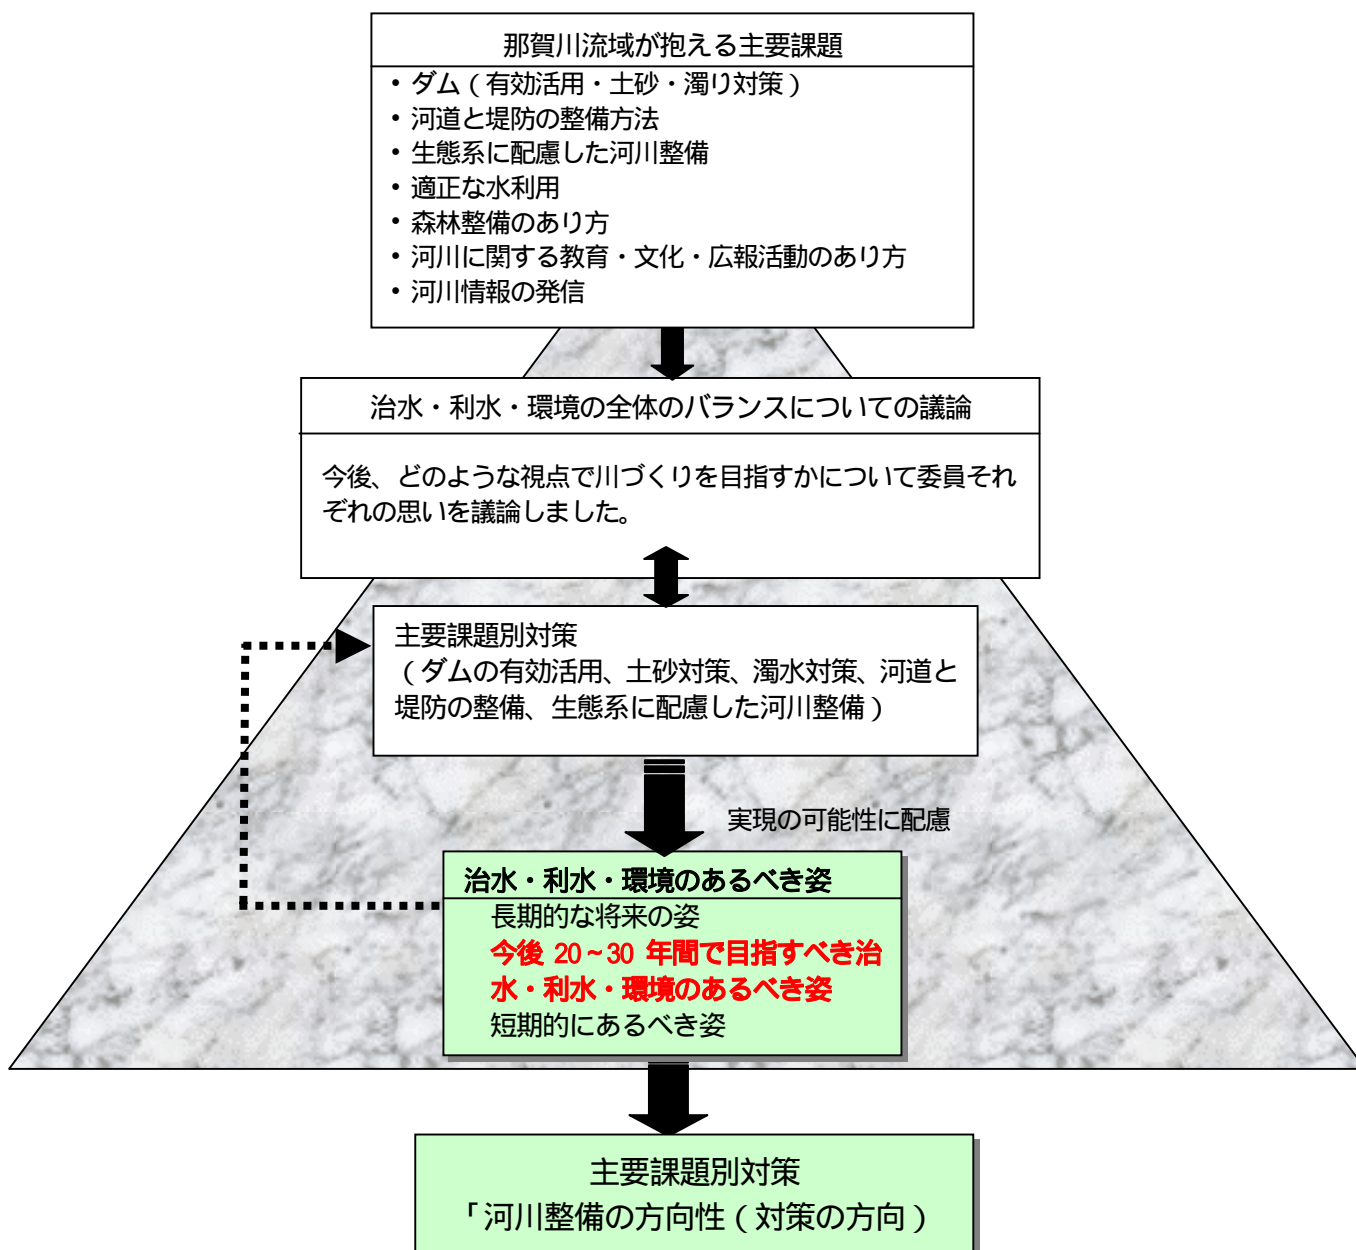 那賀川流域が抱える主要課題
・ダム（有効活用・土砂・濁り対策）
・河道と堤防の整備方法
・生態系に配慮した河川整備
・適正な水利用
・森林整備のあり方
・河川に関する教育・文化・広報活動のあり方
・河川情報の発信
治水・利水・環境の全体のバランスについての議論
今後、どのような視点で川づくりを目指すかについて委員それ
ぞれの思いを議論しました。
主要課題別対策
（ダムの有効活用、土砂対策、濁水対策、河道と
堤防の整備、生態系に配慮した河川整備）
実現の可能性に配慮
治水・利水・環境のあるべき姿
長期的な将来の姿
今後 20～30 年間で目指すべき治
水・利水・環境のあるべき姿
短期的にあるべき姿
主要課題別対策
「河川整備の方向性（対策の方向）